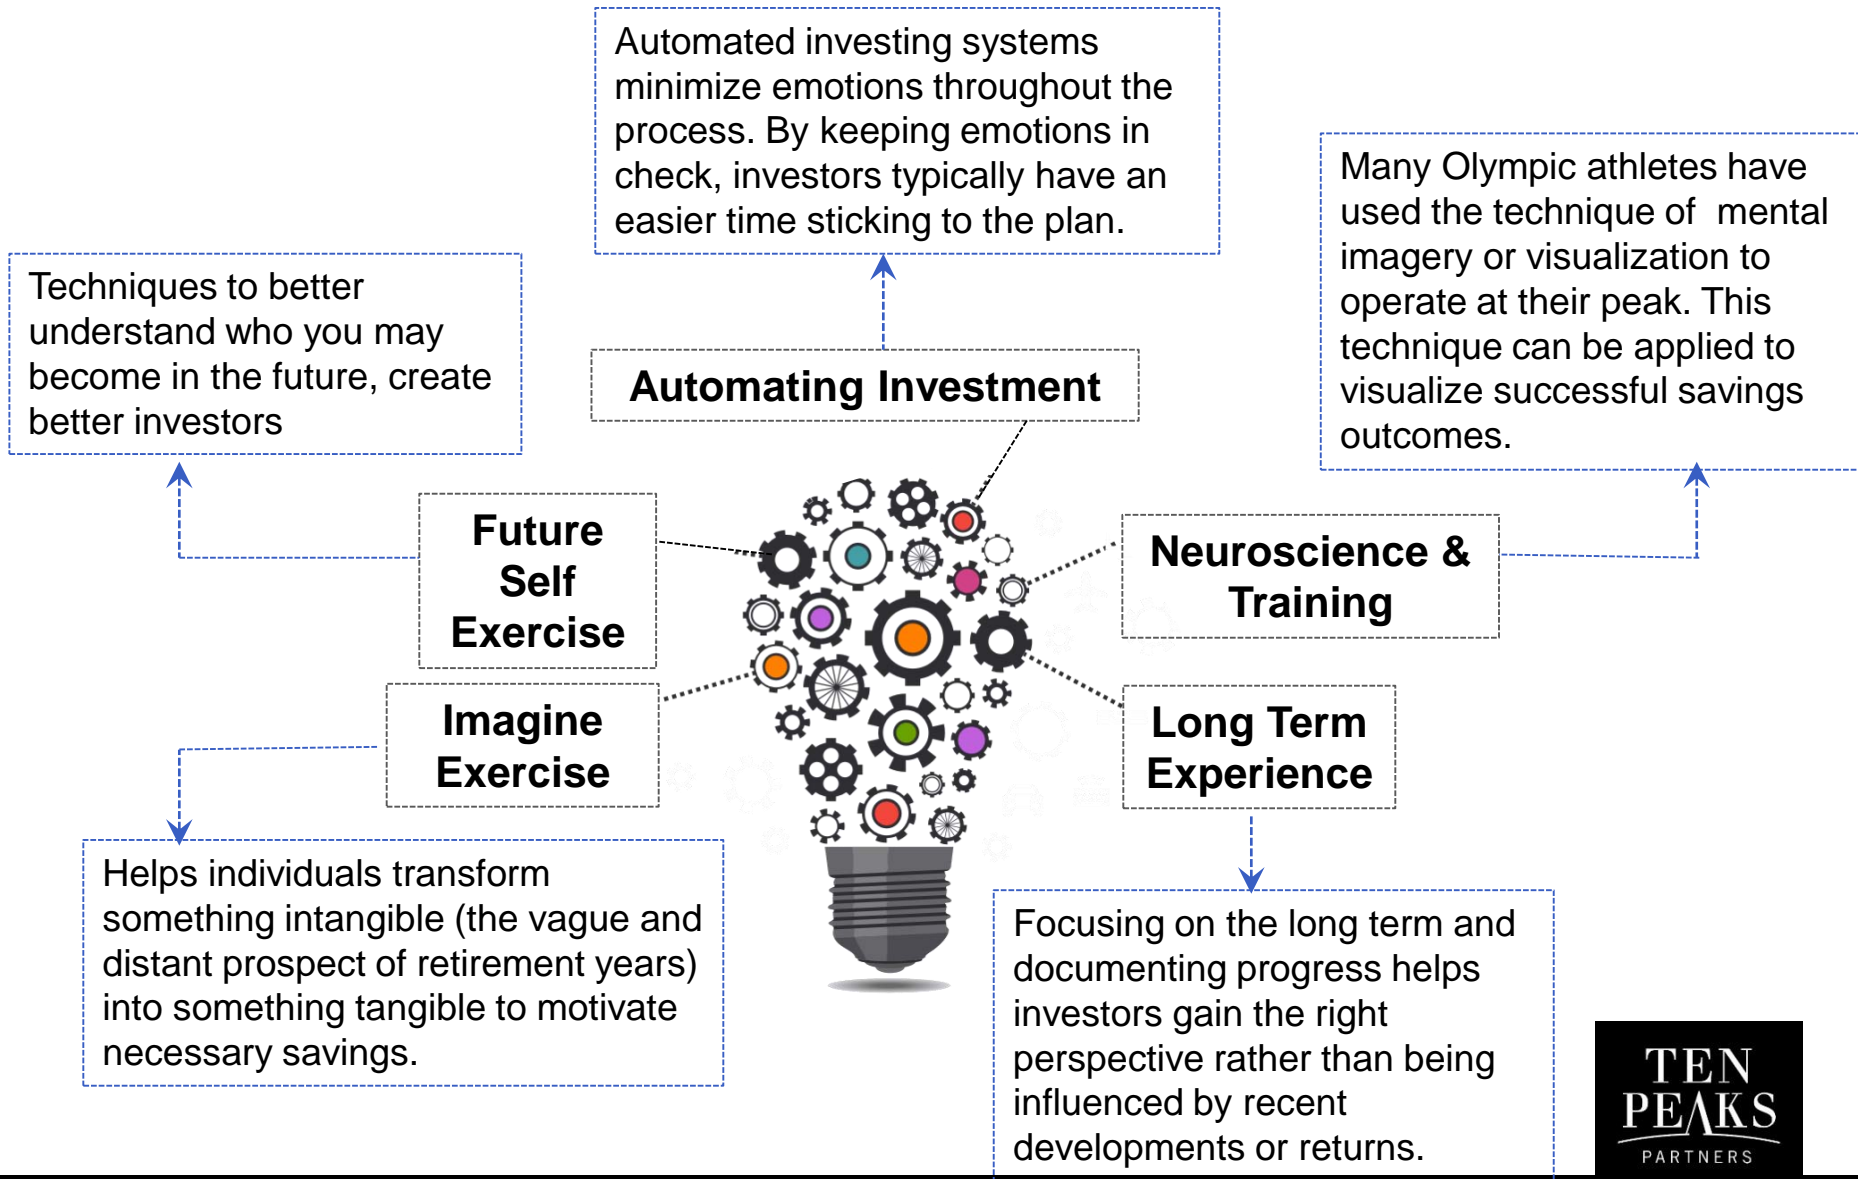 Automated investing systems
minimize emotions throughout the
process. By keeping emotions in
check, investors typically have an
easier time sticking to the plan.
Many Olympic athletes have
used the technique of  mental
imagery or visualization to
operate at their peak. This
technique can be applied to
visualize successful savings
outcomes.
Techniques to better
understand who you may
become in the future, create
better investors
Automating Investment
Future
Self
Exercise
Neuroscience &
Training
Imagine
Exercise
Long Term
Experience
Helps individuals transform
something intangible (the vague and
distant prospect of retirement years)
into something tangible to motivate
necessary savings.
Focusing on the long term and
documenting progress helps
investors gain the right
perspective rather than being
influenced by recent
developments or returns.
TEN
PEAKS
PARTNERS